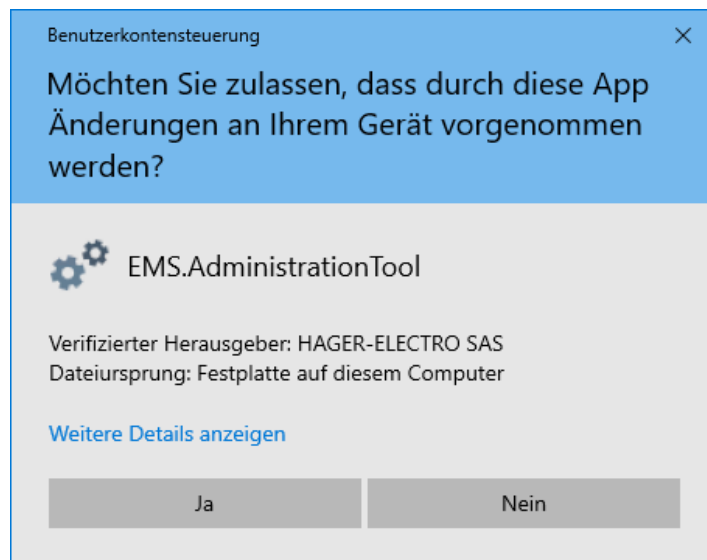 Benutzerkontensteuerung
Möchten Sie zulassen, dass durch diese App
Änderungen an Ihrem Gerät vorgenommen
werden?
EMS.AdministrationTool
Verifizierter Herausgeber: HAGER-ELECTRO SAS
Dateiursprung: Festplatte auf diesem Computer
Weitere Details anzeigen
Ja
Nein